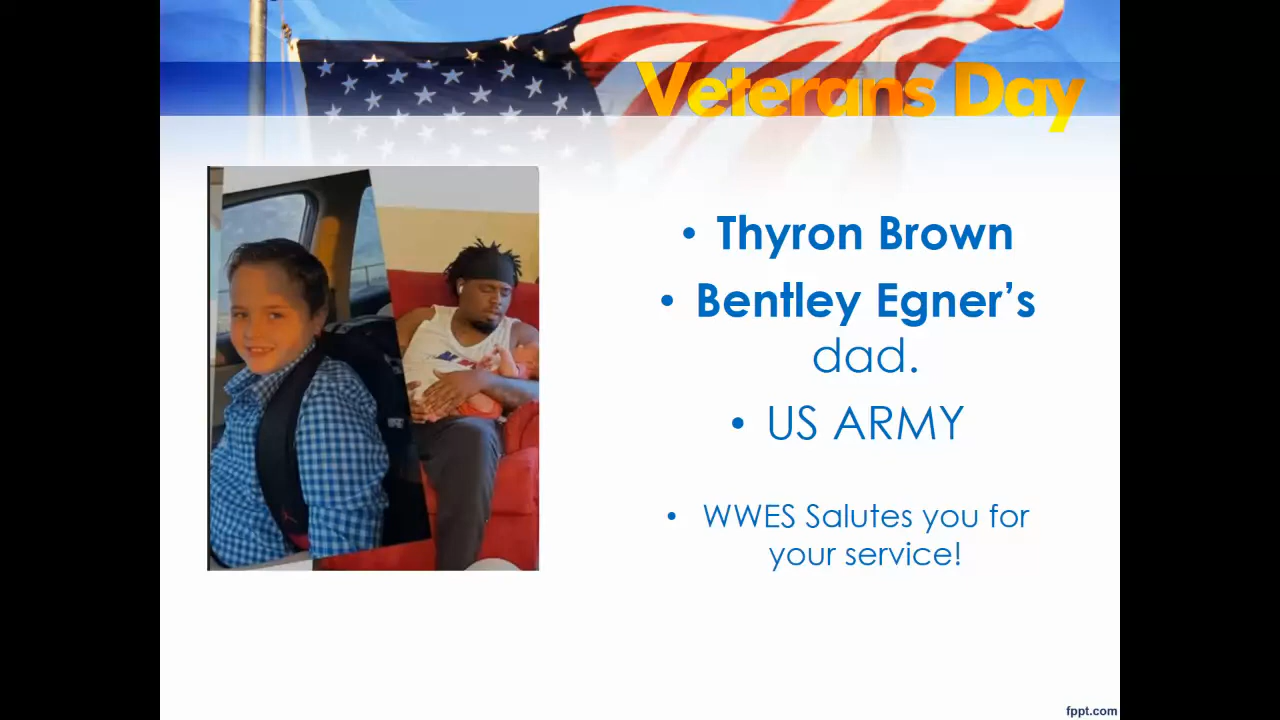 Veterans Day
• Thyron Brown
• Bentley Egner’s
dad.
• US ARMY
• WWES Salutes you for
your service!
fppt.com